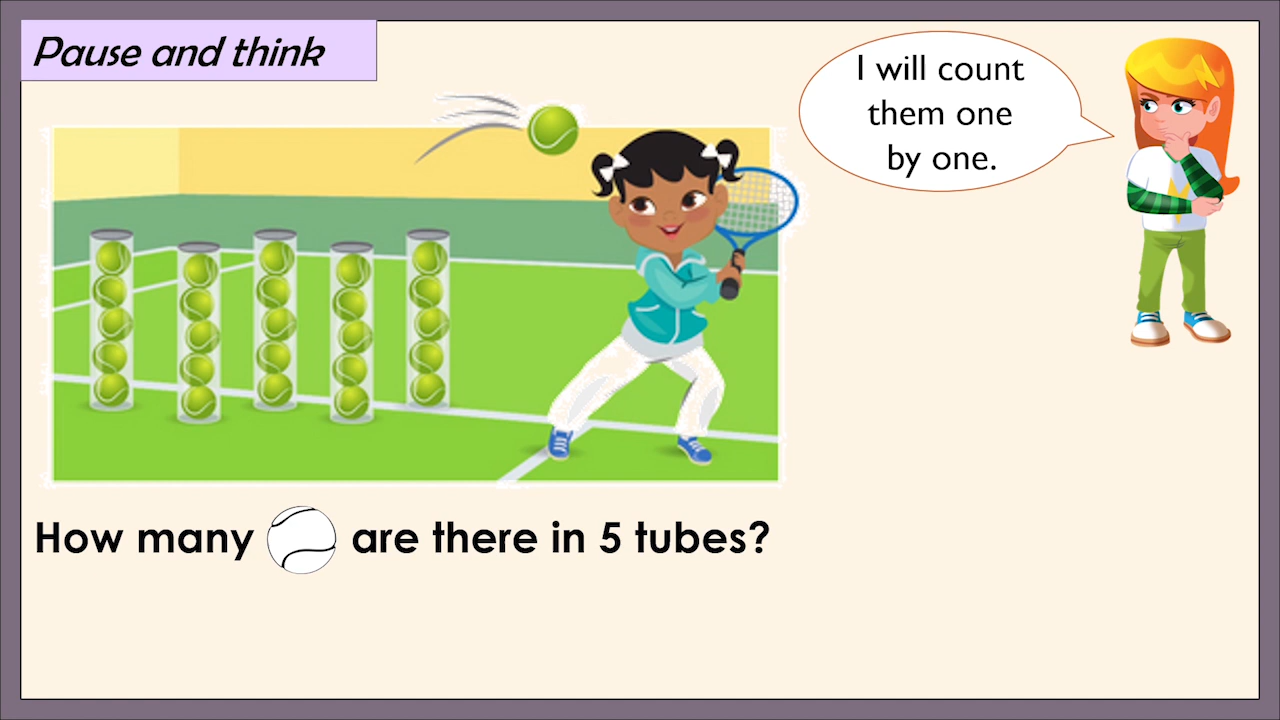 Pause and think
I will count
them one
by one.
How many are there in 5 tubes?